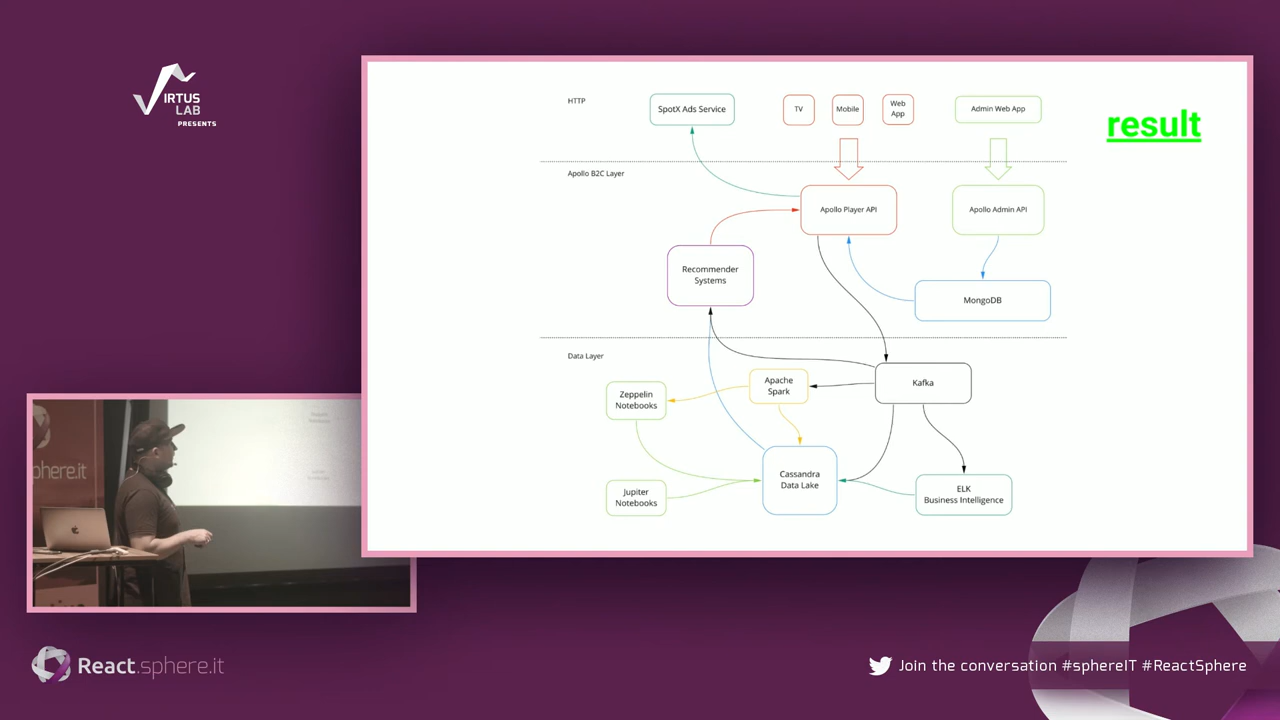 VIRTUS
LAB
PRESENTS
HTTP
SpotX Ads Service
TV
Mobile
Web
App
Admin Web App
result
Apollo B2C Layer
Apollo Player API
Apollo Admin API
Recommender
Systems
MongoDB
Data Layer
Zeppelin
Notebooks
Apache
Spark
Kafka
Cassandra
Data Lake
Jupiter
Notebooks
ELK
Business Intelligence
phere.it
React.sphere.it
Join the conversation #sphereIT #ReactSphere